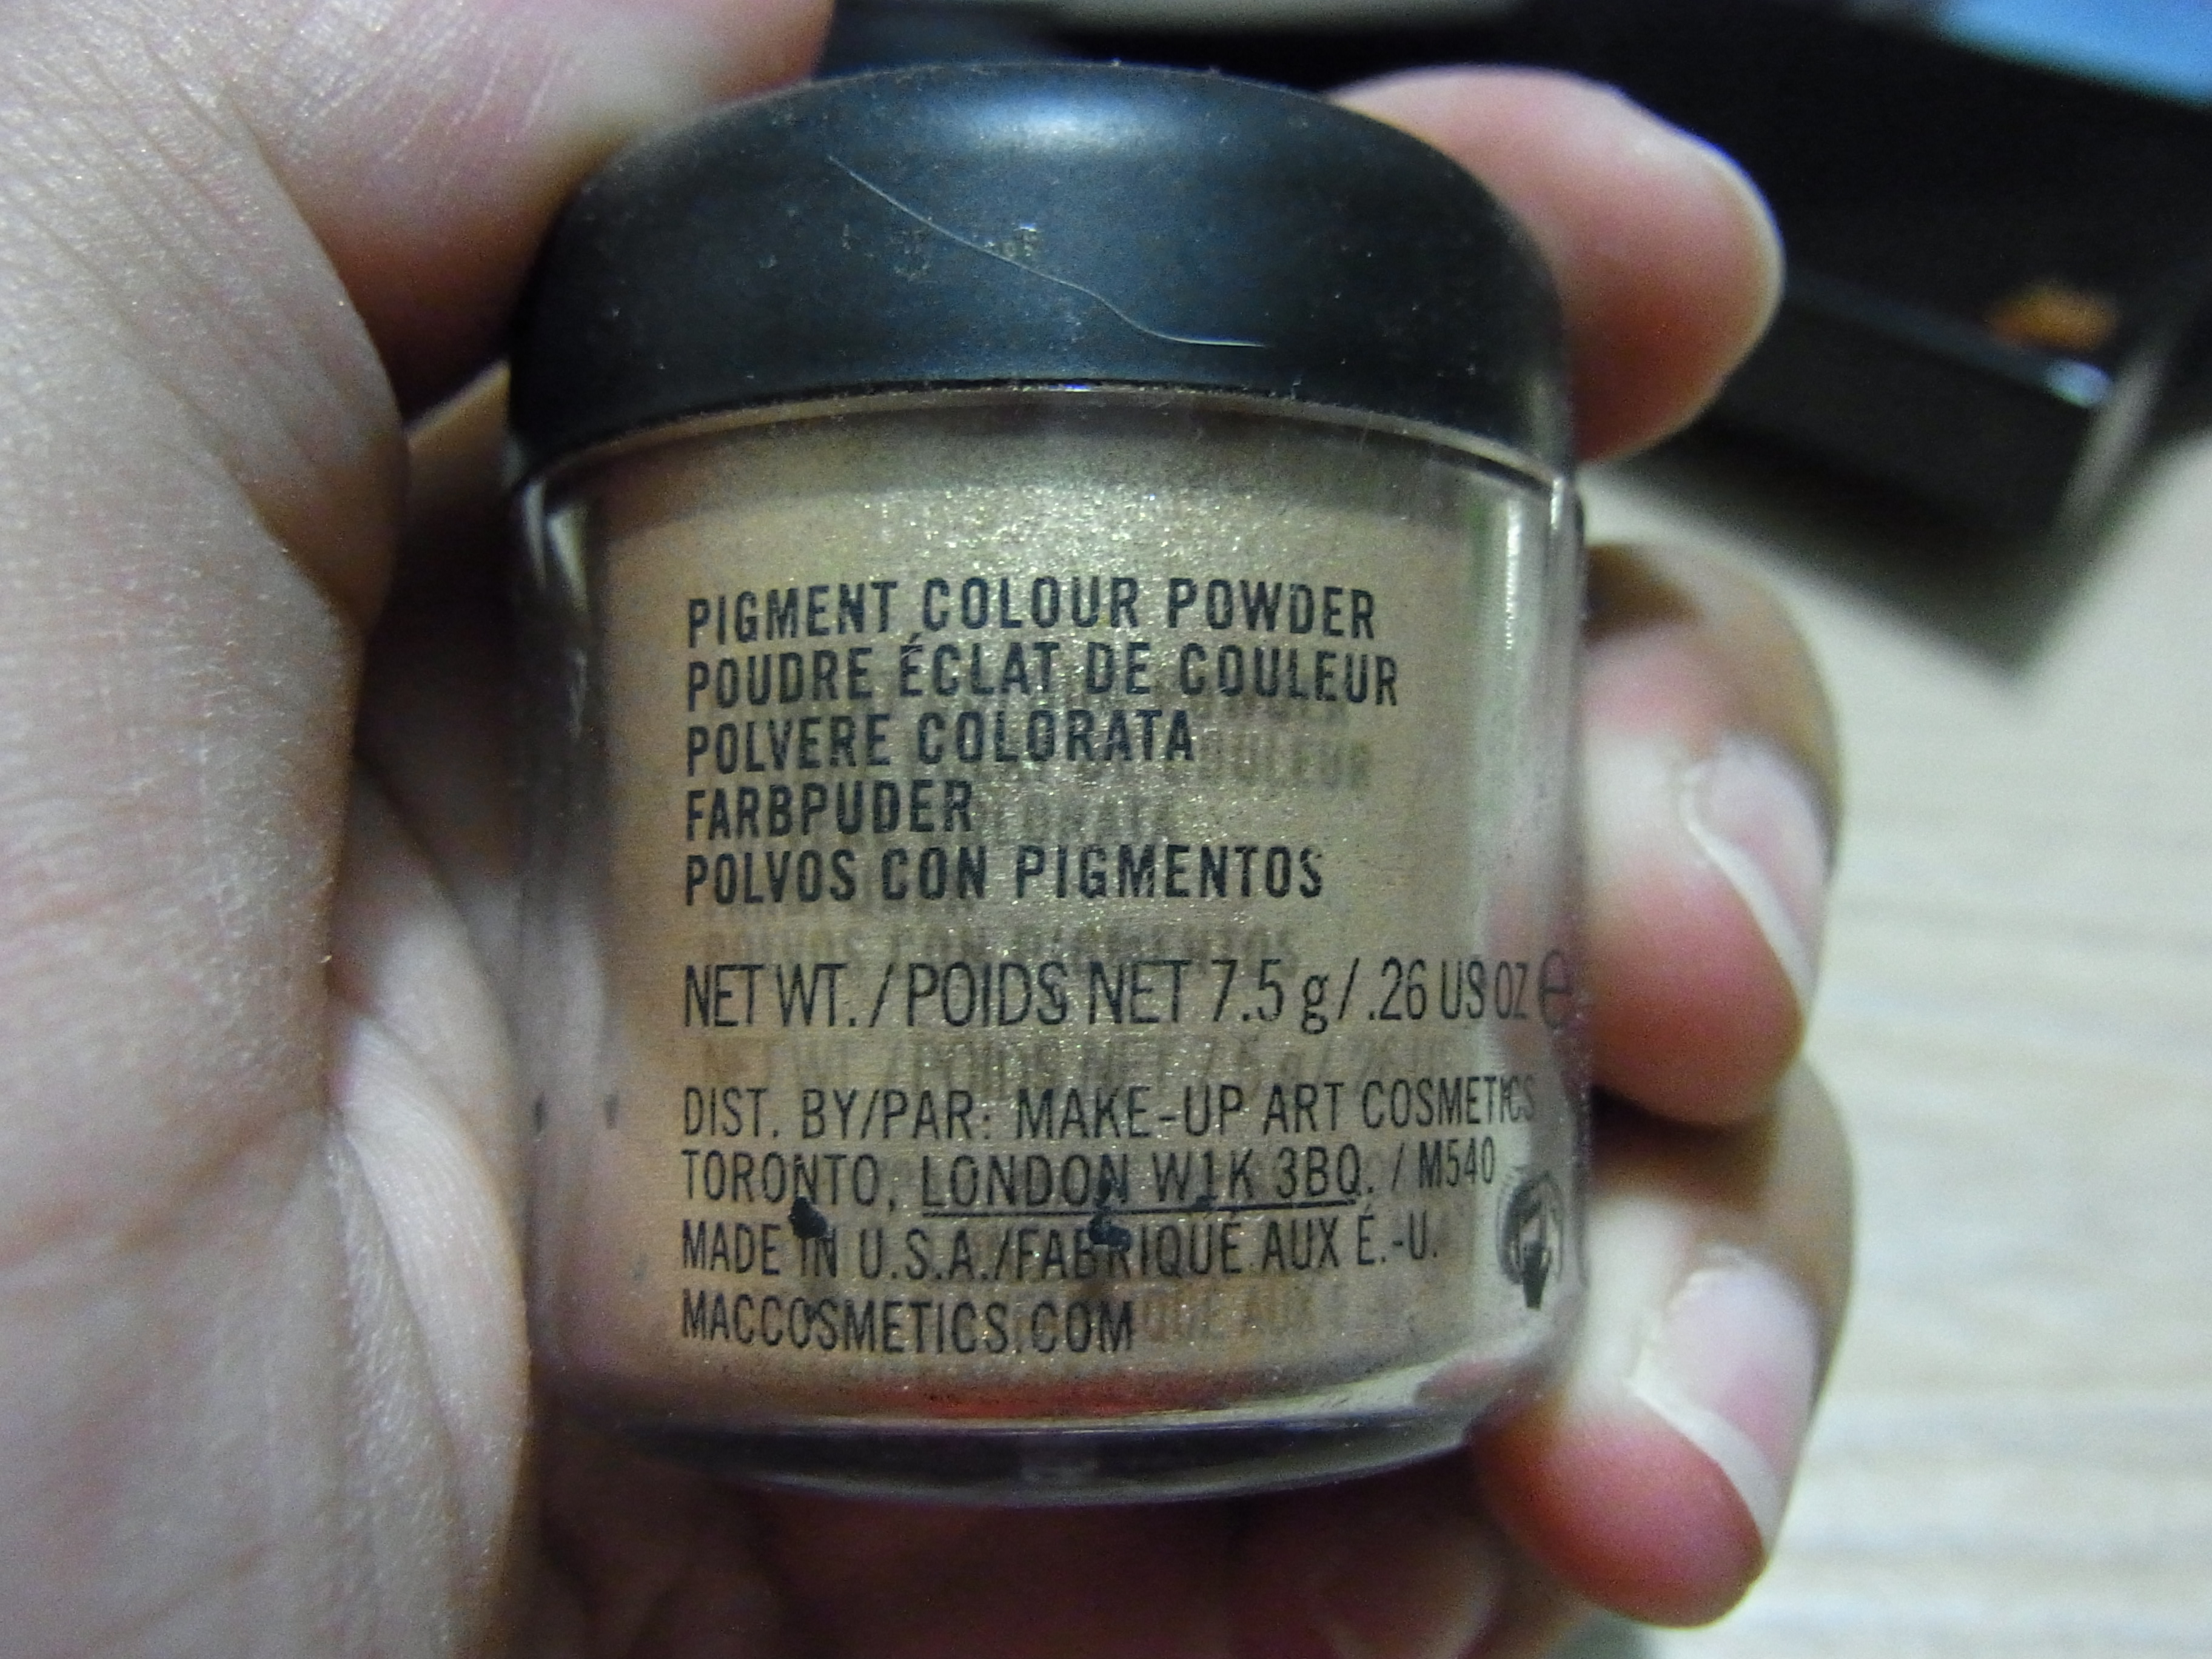 PIGMENT COLOUR POWDER
POUDRE ÉCLAT DE COULEUR
POLVERE COLORATA
FARBPUDER
POLVOS CON PIGMENTOS
NET WT. / POIDS NET 7.5 g / .26 US OZ e
DIST. BY/PAR: MAKE-UP ART COSMETICS
TORONTO, LONDON W1K 3BQ. / M540
MADE IN U.S.A./FABRIQUÉ AUX É.-U.
MACCOSMETICS.COM